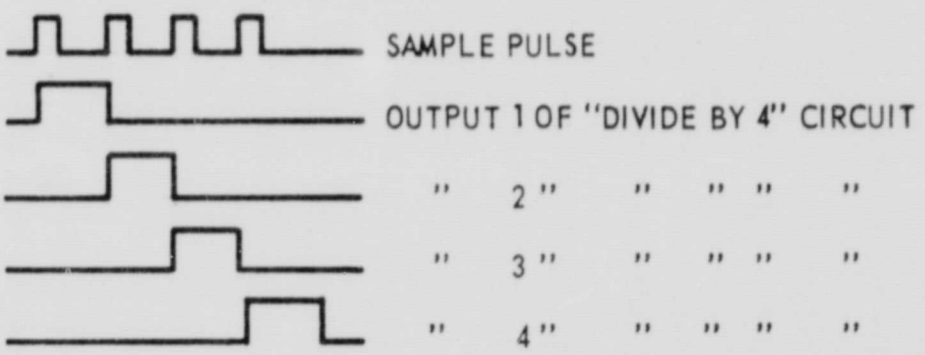 SAMPLE PULSE
OUTPUT 1 OF "DIVIDE BY 4" CIRCUIT
" 2 " " " " "
" 3 " " " " "
" 4 " " " " "